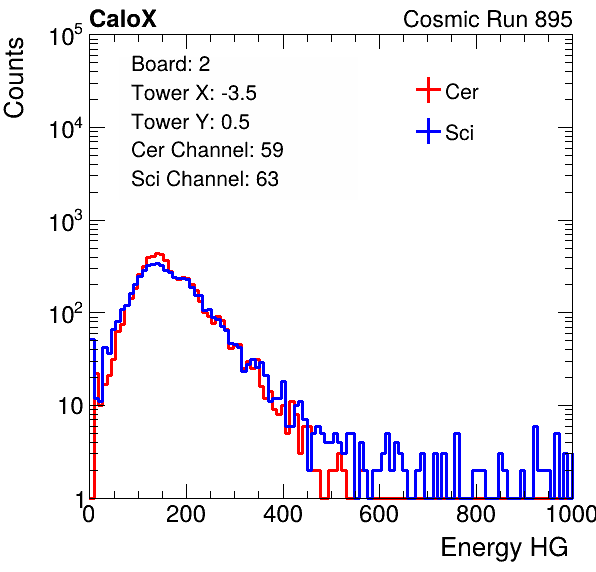 CaloX Cosmic Run 895
Counts
10^5
10^4
10^3
10^2
10
1
Board: 2
Tower X: -3.5
Tower Y: 0.5
Cer Channel: 59
Sci Channel: 63
Cer
Sci
0 200 400 600 800 1000
Energy HG